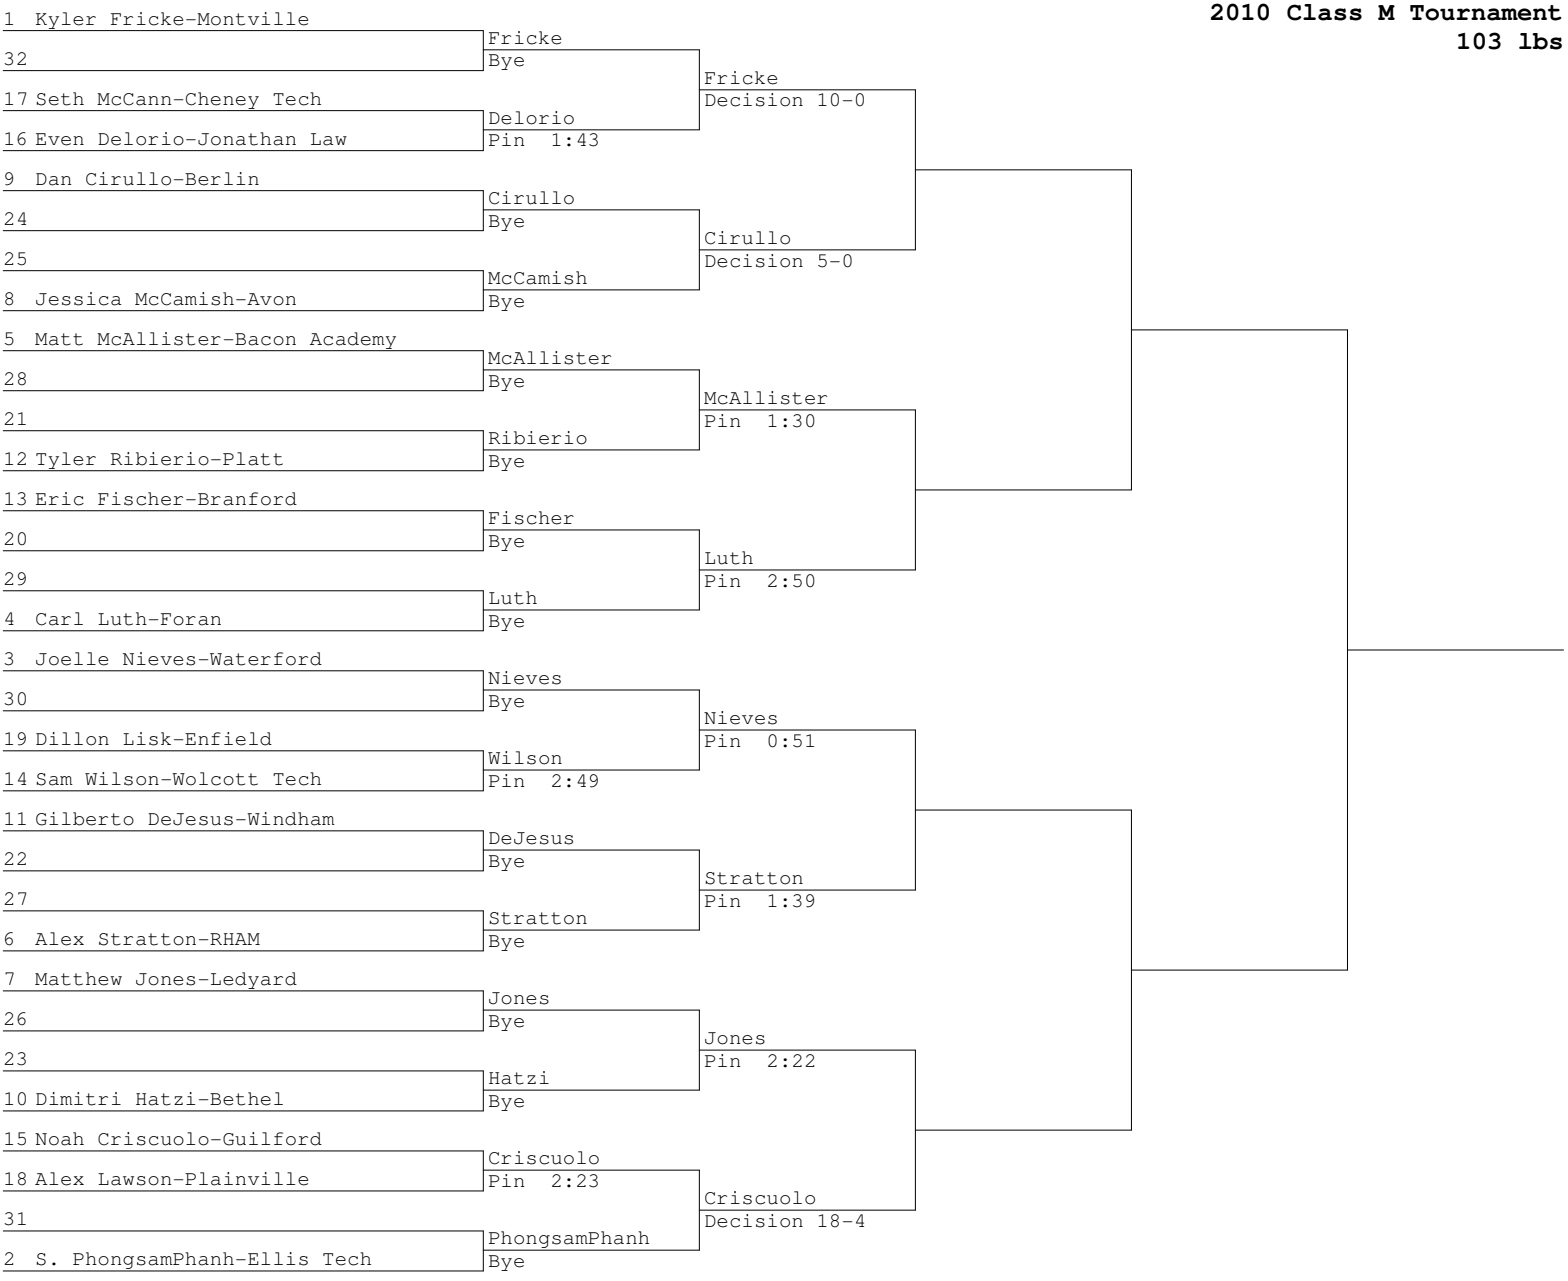 2010 Class M Tournament
103 lbs
1 Kyler Fricke-Montville
32
17 Seth McCann-Cheney Tech
16 Even Delorio-Jonathan Law
9 Dan Cirullo-Berlin
24
25
8 Jessica McCamish-Avon
5 Matt McAllister-Bacon Academy
28
21
12 Tyler Ribierio-Platt
13 Eric Fischer-Branford
20
29
4 Carl Luth-Foran
3 Joelle Nieves-Waterford
30
19 Dillon Lisk-Enfield
14 Sam Wilson-Wolcott Tech
11 Gilberto DeJesus-Windham
22
27
6 Alex Stratton-RHAM
7 Matthew Jones-Ledyard
26
23
10 Dimitri Hatzi-Bethel
15 Noah Criscuolo-Guilford
18 Alex Lawson-Plainville
31
2 S. PhongsamPhanh-Ellis Tech
Fricke
Bye
Delorio
Pin 1:43
Cirullo
Bye
McCamish
Bye
McAllister
Bye
Ribierio
Bye
Fischer
Bye
Luth
Bye
Nieves
Bye
Wilson
Pin 2:49
DeJesus
Bye
Stratton
Bye
Jones
Bye
Hatzi
Bye
Criscuolo
Pin 2:23
PhongsamPhanh
Bye
Fricke
Decision 10-0
Cirullo
Decision 5-0
McAllister
Pin 1:30
Luth
Pin 2:50
Nieves
Pin 0:51
Stratton
Pin 1:39
Jones
Pin 2:22
Criscuolo
Decision 18-4